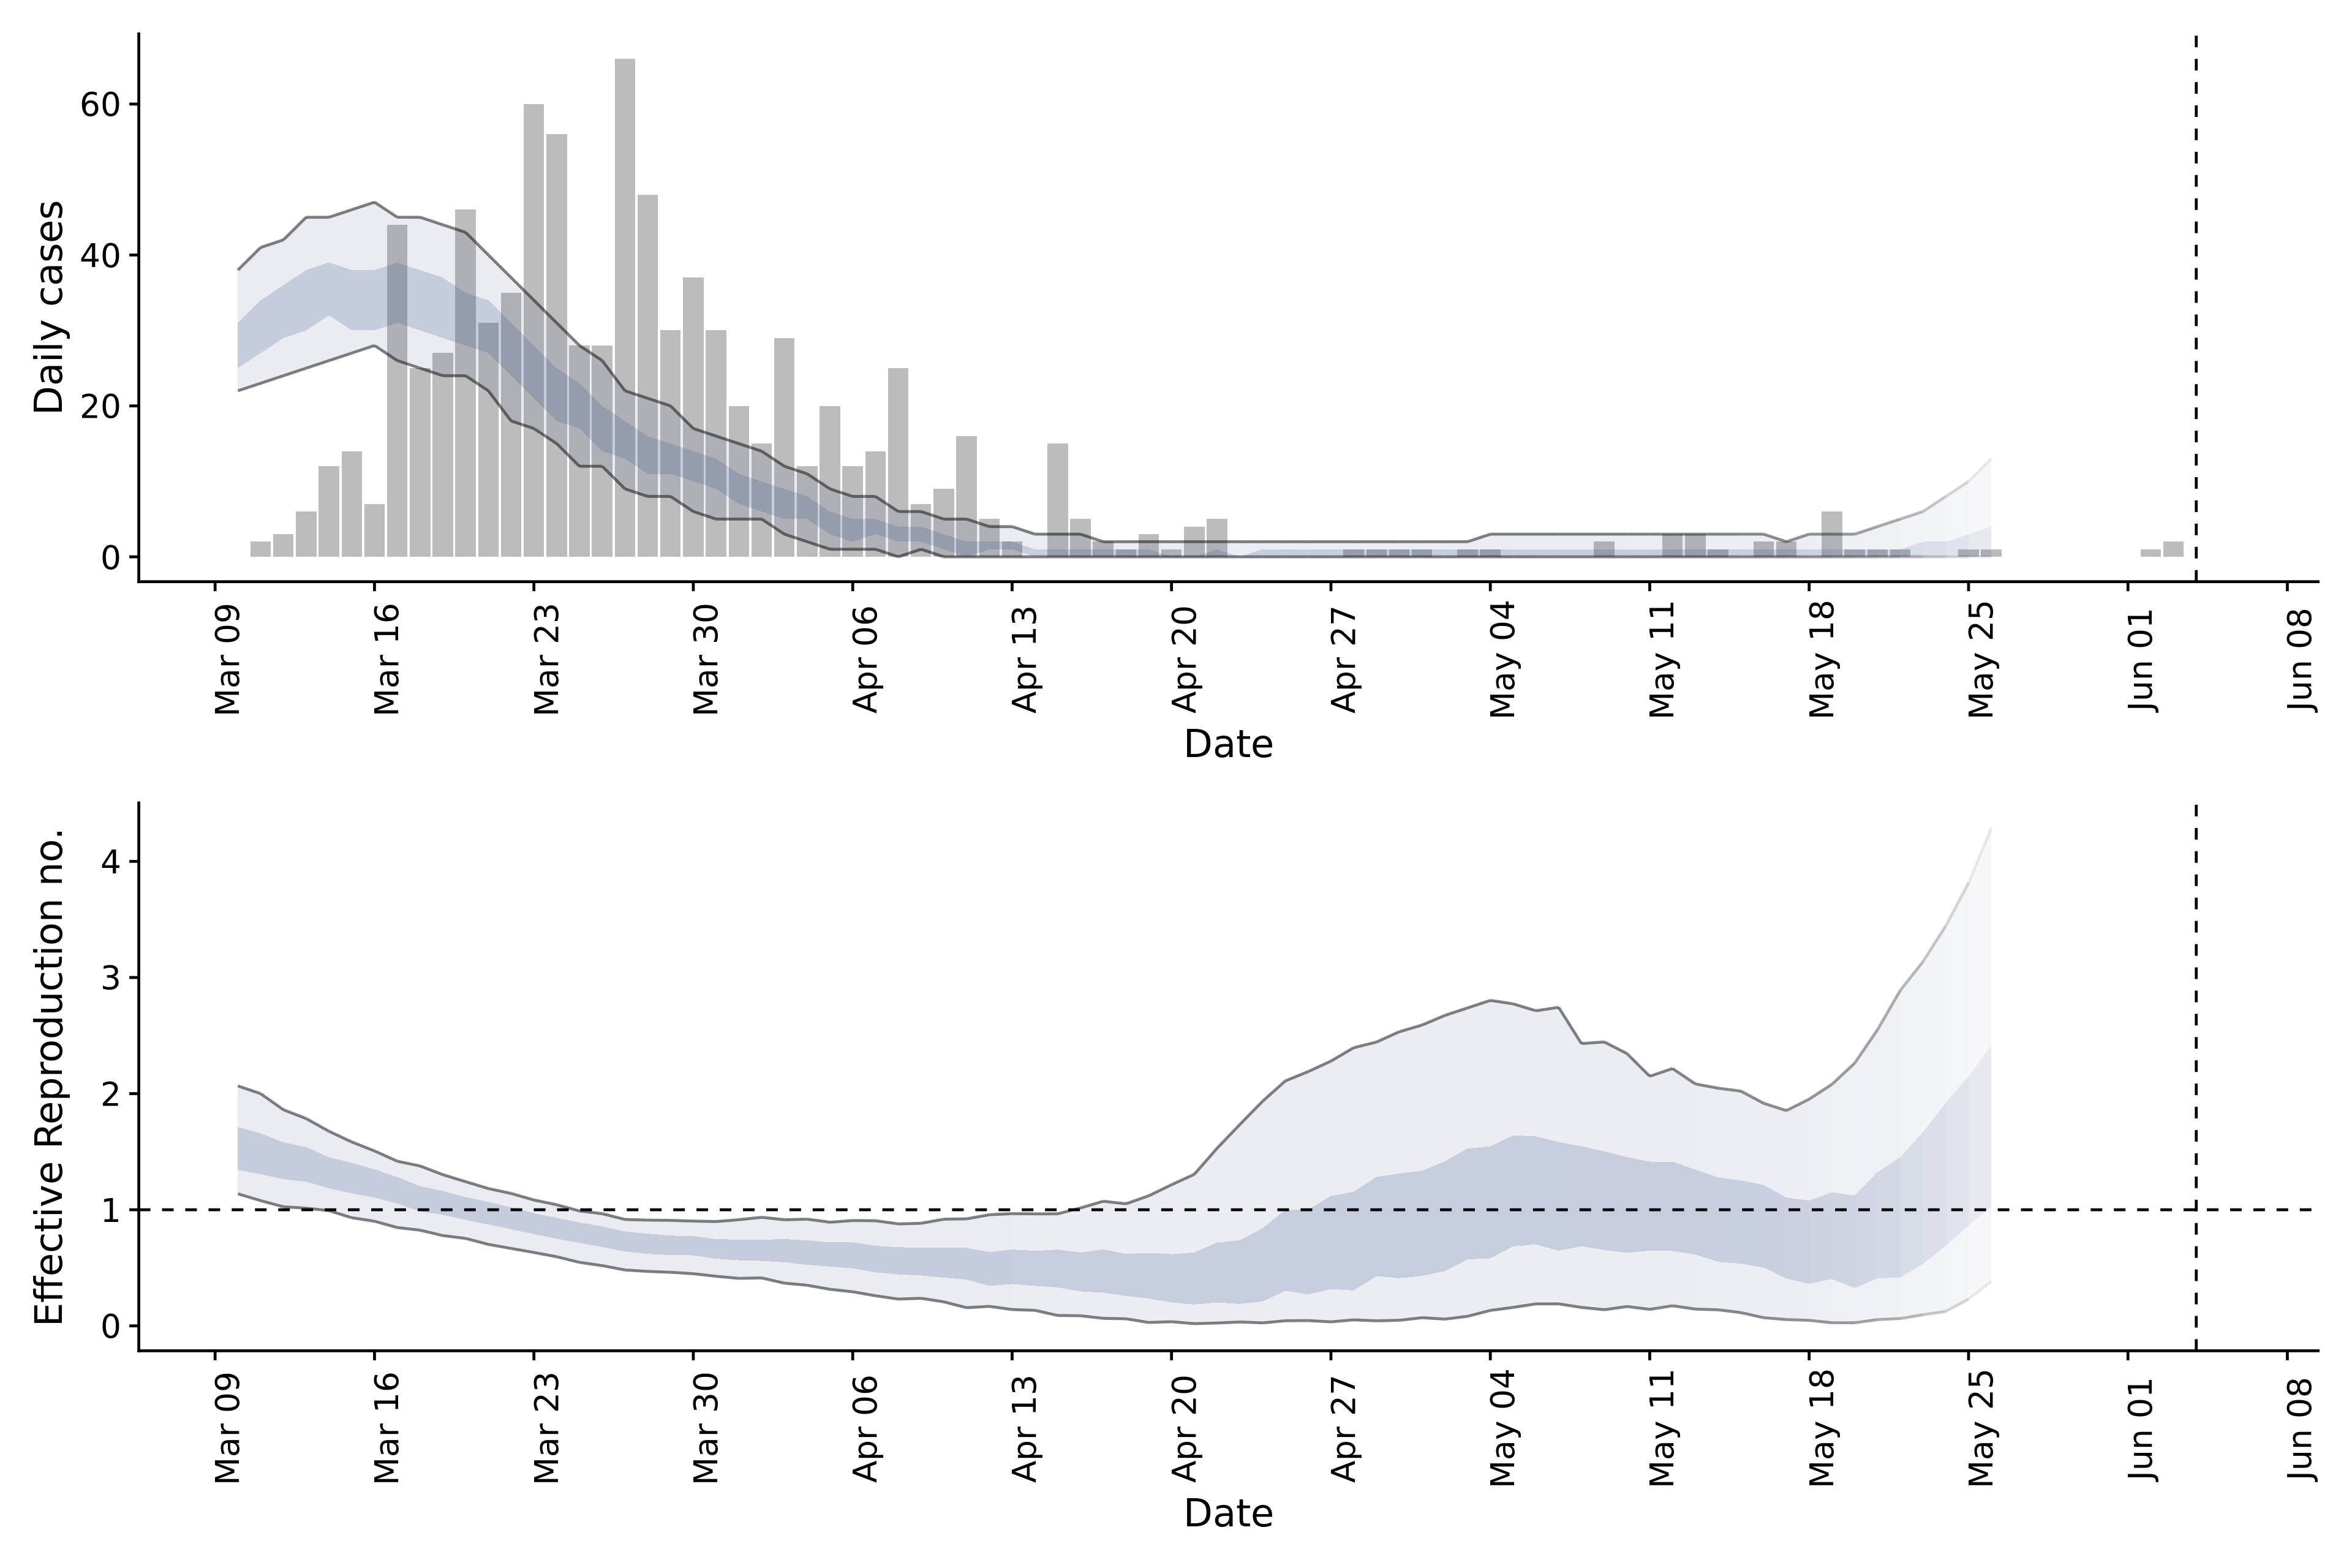 Daily cases
60
40
20
0
Mar 09
Mar 16
Mar 23
Mar 30
Apr 06
Apr 13
Apr 20
Apr 27
May 04
May 11
May 18
May 25
Jun 01
Jun 08
Date
Effective Reproduction no.
4
3
2
1
0
Mar 09
Mar 16
Mar 23
Mar 30
Apr 06
Apr 13
Apr 20
Apr 27
May 04
May 11
May 18
May 25
Jun 01
Jun 08
Date